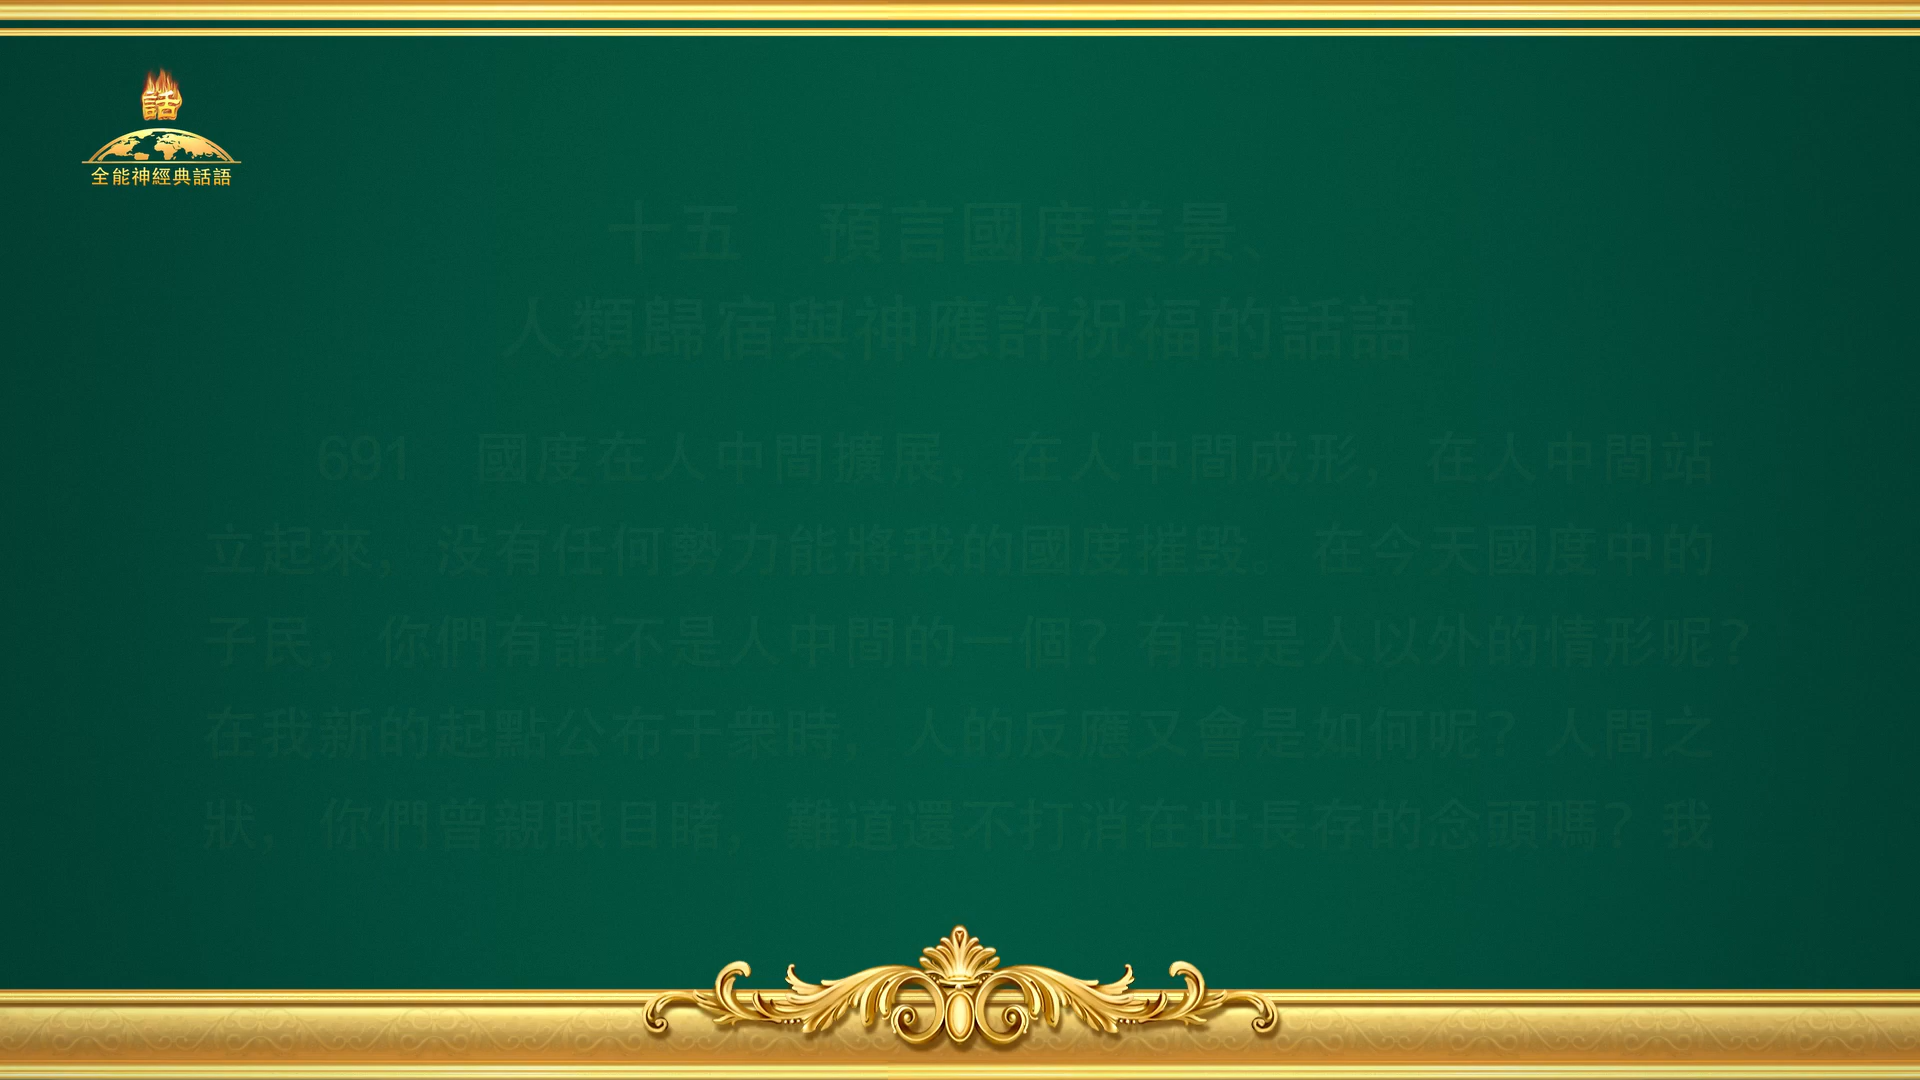 話
全能神經典話語
十五　預言國度美景、
人類歸宿與神應許祝福的話語
691　國度在人中間擴展，在人中間成形，在人中間站
立起來，没有任何勢力能將我的國度摧毁。在今天國度中的
子民，你們有誰不是人中間的一個？有誰是人以外的情形呢？
在我新的起點公布于衆時，人的反應又會是如何呢？人間之
狀，你們曾親眼目睹，難道還不打消在世長存的念頭嗎？我